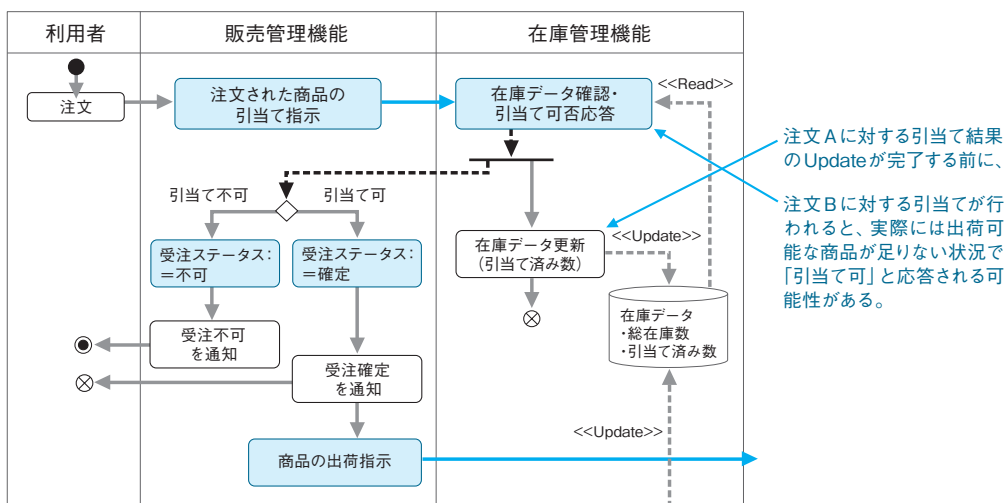 利用者
販売管理機能
在庫管理機能
注文
注文された商品の
引当て指示
在庫データ確認・
引当て可否応答
<<Read>>
注文Aに対する引当て結果
のUpdateが完了する前に、
注文Bに対する引当てが行
われると、実際には出荷可
能な商品が足りない状況で
「引当て可」と応答される可
能性がある。
引当て不可
引当て可
受注ステータス：
＝不可
受注ステータス：
＝確定
在庫データ更新
（引当て済み数）
<<Update>>
在庫データ
・総在庫数
・引当て済み数
受注不可
を通知
受注確定
を通知
<<Update>>
商品の出荷指示